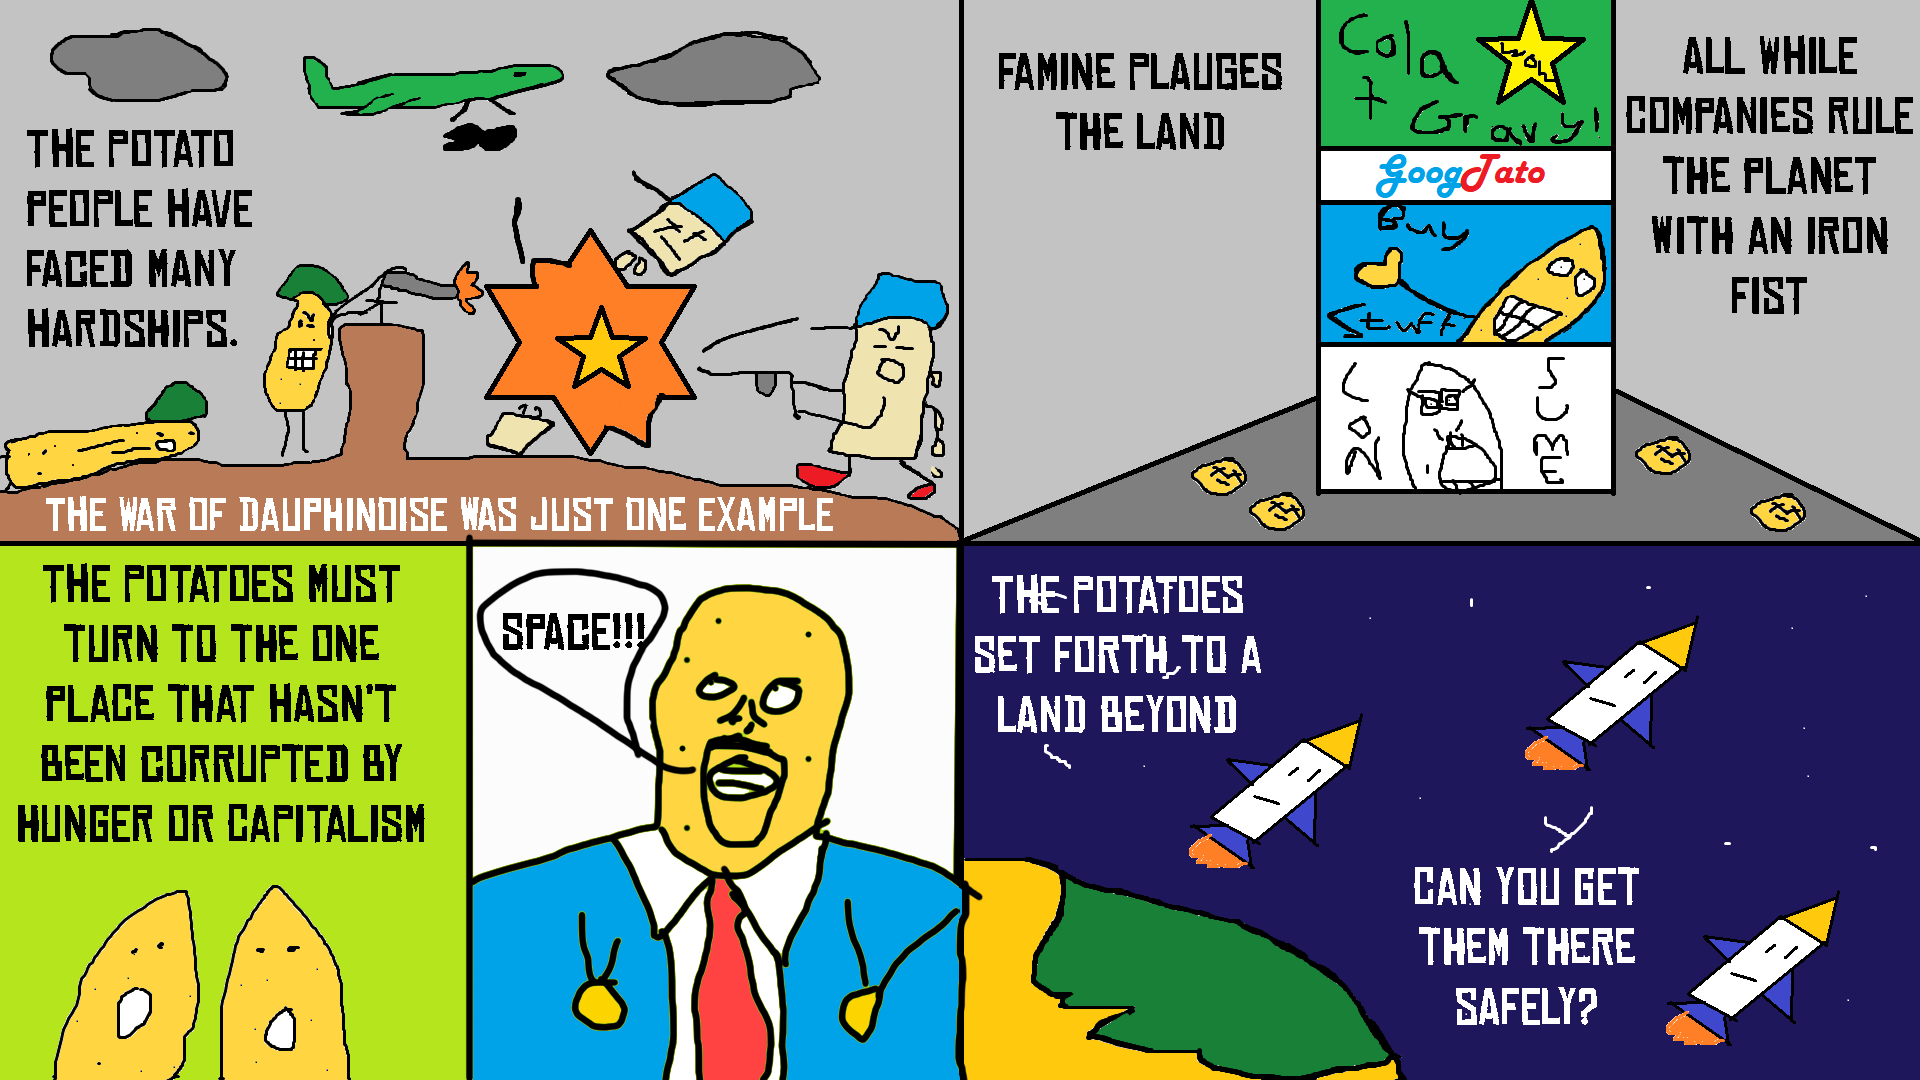 THE POTATO
PEOPLE HAVE
FACED MANY
HARDSHIPS.
THE WAR OF DAUPHINOISE WAS JUST ONE EXAMPLE
FAMINE PLAUGES
THE LAND
Cola
+
Gravy!
WOW
GoogTato
Buy
Stuff
CON
SUME
ALL WHILE
COMPANIES RULE
THE PLANET
WITH AN IRON
FIST
THE POTATOES MUST
TURN TO THE ONE
PLACE THAT HASN'T
BEEN CORRUPTED BY
HUNGER OR CAPITALISM
SPACE!!!
THE POTATOES
SET FORTH TO A
LAND BEYOND
CAN YOU GET
THEM THERE
SAFELY?